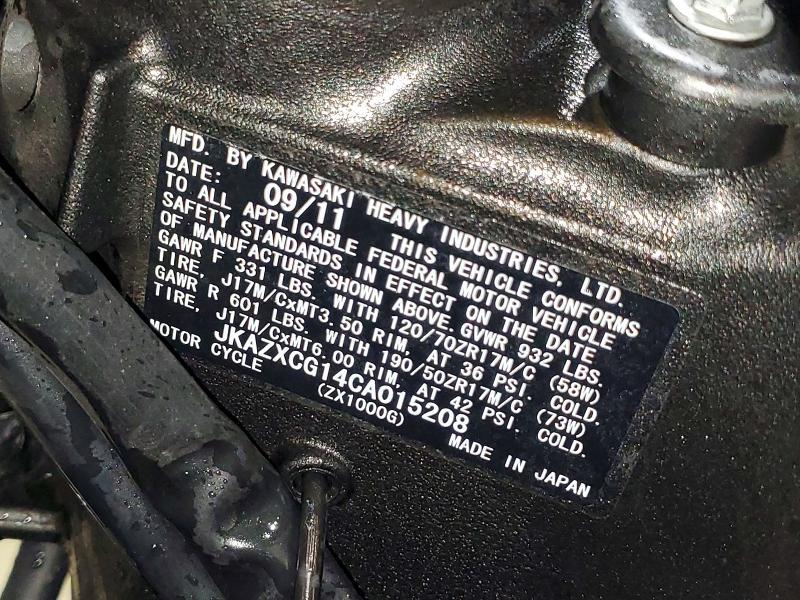 MFD. BY KAWASAKI HEAVY INDUSTRIES, LTD.
DATE: 09/11 THIS VEHICLE CONFORMS
TO ALL APPLICABLE FEDERAL MOTOR VEHICLE
SAFETY STANDARDS IN EFFECT ON THE DATE
OF MANUFACTURE SHOWN ABOVE. GVWR 932 LBS.
GAWR F 331 LBS. WITH 120/70ZR17M/C (58W)
TIRE, J17M/CxMT3.50 RIM, AT 36 PSI. COLD.
GAWR R 601 LBS. WITH 190/50ZR17M/C (73W)
TIRE, J17M/CxMT6.00 RIM, AT 42 PSI. COLD.
JKAZXCG14CA015208
MOTOR CYCLE (ZX1000G) MADE IN JAPAN